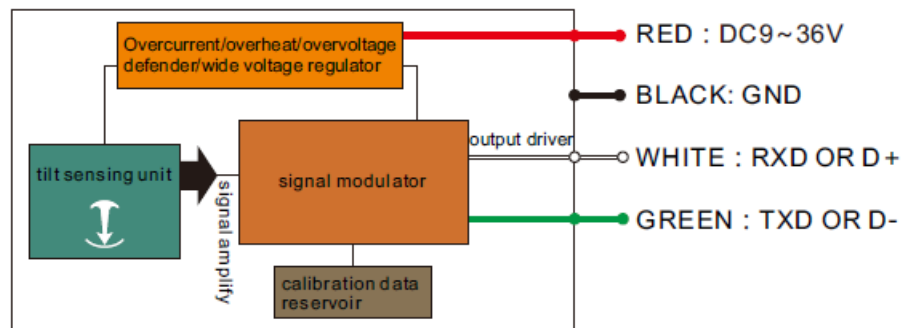 Overcurrent/overheat/overvoltage
defender/wide voltage regulator
RED : DC9~36V
BLACK: GND
output driver
WHITE : RXD OR D+
tilt sensing unit
signal amplify
signal modulator
GREEN : TXD OR D-
calibration data
reservoir